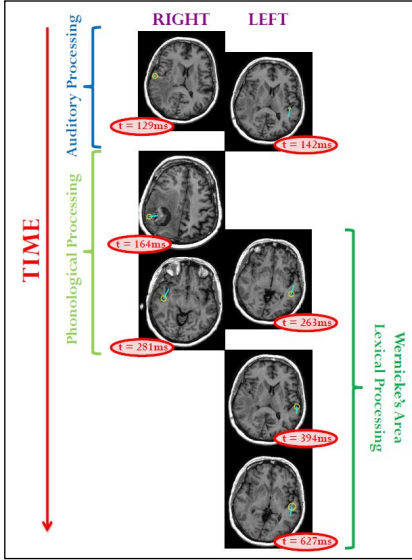 RIGHT
LEFT
Auditory Processing
t = 129ms
t = 142ms
Phonological Processing
TIME
t = 164ms
t = 263ms
t = 281ms
Wernicke's Area
Lexical Processing
t = 394ms
t = 627ms